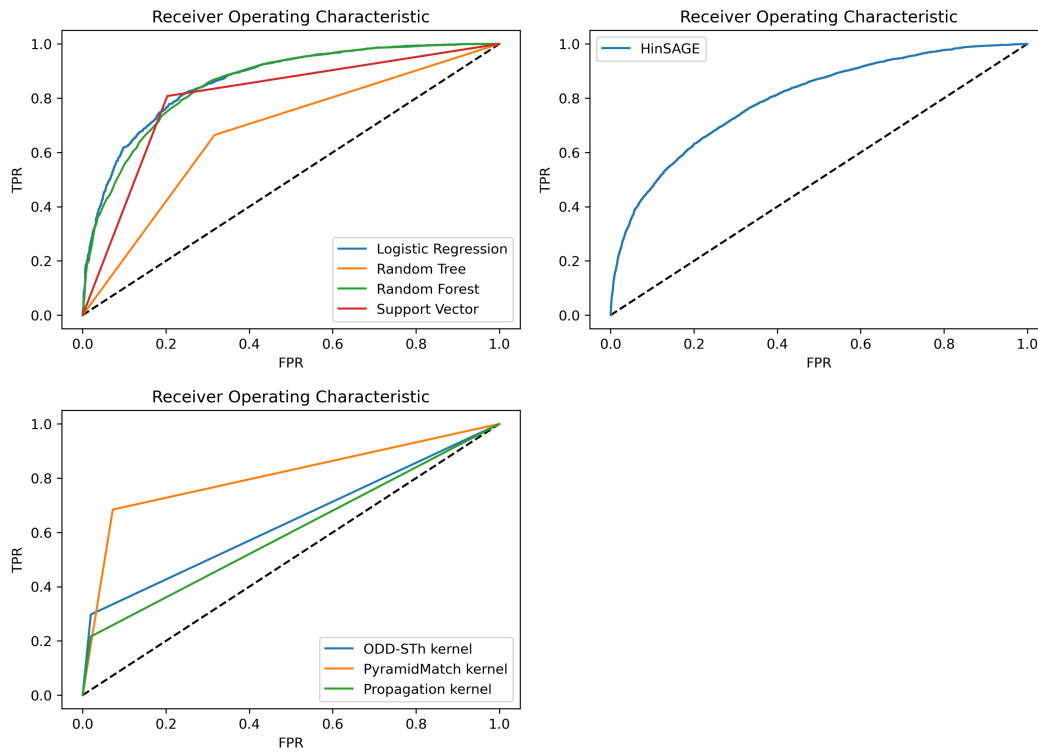 Receiver Operating Characteristic
1.0
0.8
0.6
0.4
0.2
0.0
TPR
Logistic Regression
Random Tree
Random Forest
Support Vector
0.0 0.2 0.4 0.6 0.8 1.0
FPR
Receiver Operating Characteristic
HinSAGE
1.0
0.8
0.6
0.4
0.2
0.0
TPR
0.0 0.2 0.4 0.6 0.8 1.0
FPR
Receiver Operating Characteristic
1.0
0.8
0.6
0.4
0.2
0.0
TPR
ODD-STh kernel
PyramidMatch kernel
Propagation kernel
0.0 0.2 0.4 0.6 0.8 1.0
FPR